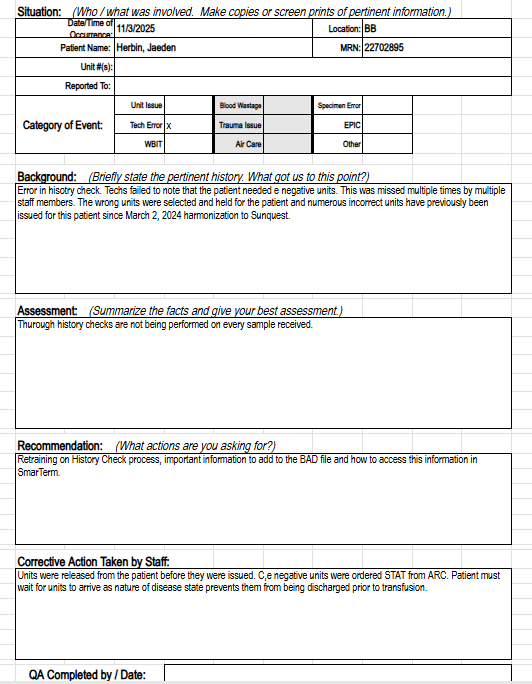 Situation: (Who / what was involved. Make copies or screen prints of pertinent information.)
Date/Time of Occurrence: 11/3/2025 Location: BB
Patient Name: Herbin, Jaeden MRN: 22702895
Unit #(s):
Reported To:
Category of Event:
Unit Issue Blood Wastage Specimen Error
Tech Error X Trauma Issue EPIC
WBIT Air Care Other
Background: (Briefly state the pertinent history. What got us to this point?)
Error in hisotry check. Techs failed to note that the patient needed e negative units. This was missed multiple times by multiple
staff members. The wrong units were selected and held for the patient and numerous incorrect units have previously been
issued for this patient since March 2, 2024 harmonization to Sunquest.
Assessment: (Summarize the facts and give your best assessment.)
Thurough history checks are not being performed on every sample received.
Recommendation: (What actions are you asking for?)
Retraining on History Check process, important information to add to the BAD file and how to access this information in
SmarTerm.
Corrective Action Taken by Staff:
Units were released from the patient before they were issued. C,e negative units were ordered STAT from ARC. Patient must
wait for units to arrive as nature of disease state prevents them from being discharged prior to transfusion.
QA Completed by / Date: